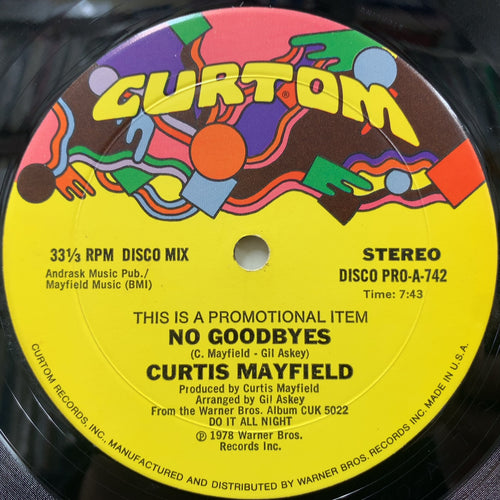 CURTOM®
33⅓ RPM DISCO MIX
Andrask Music Pub./
Mayfield Music (BMI)
STEREO
DISCO PRO-A-742
Time: 7:43
THIS IS A PROMOTIONAL ITEM
NO GOODBYES
(C. Mayfield - Gil Askey)
CURTIS MAYFIELD
Produced by Curtis Mayfield
Arranged by Gil Askey
From the Warner Bros. Album CUK 5022
DO IT ALL NIGHT
℗ 1978 Warner Bros.
Records Inc.
CURTOM RECORDS, INC., MANUFACTURED AND DISTRIBUTED BY WARNER BROS. RECORDS INC. MADE IN U.S.A.